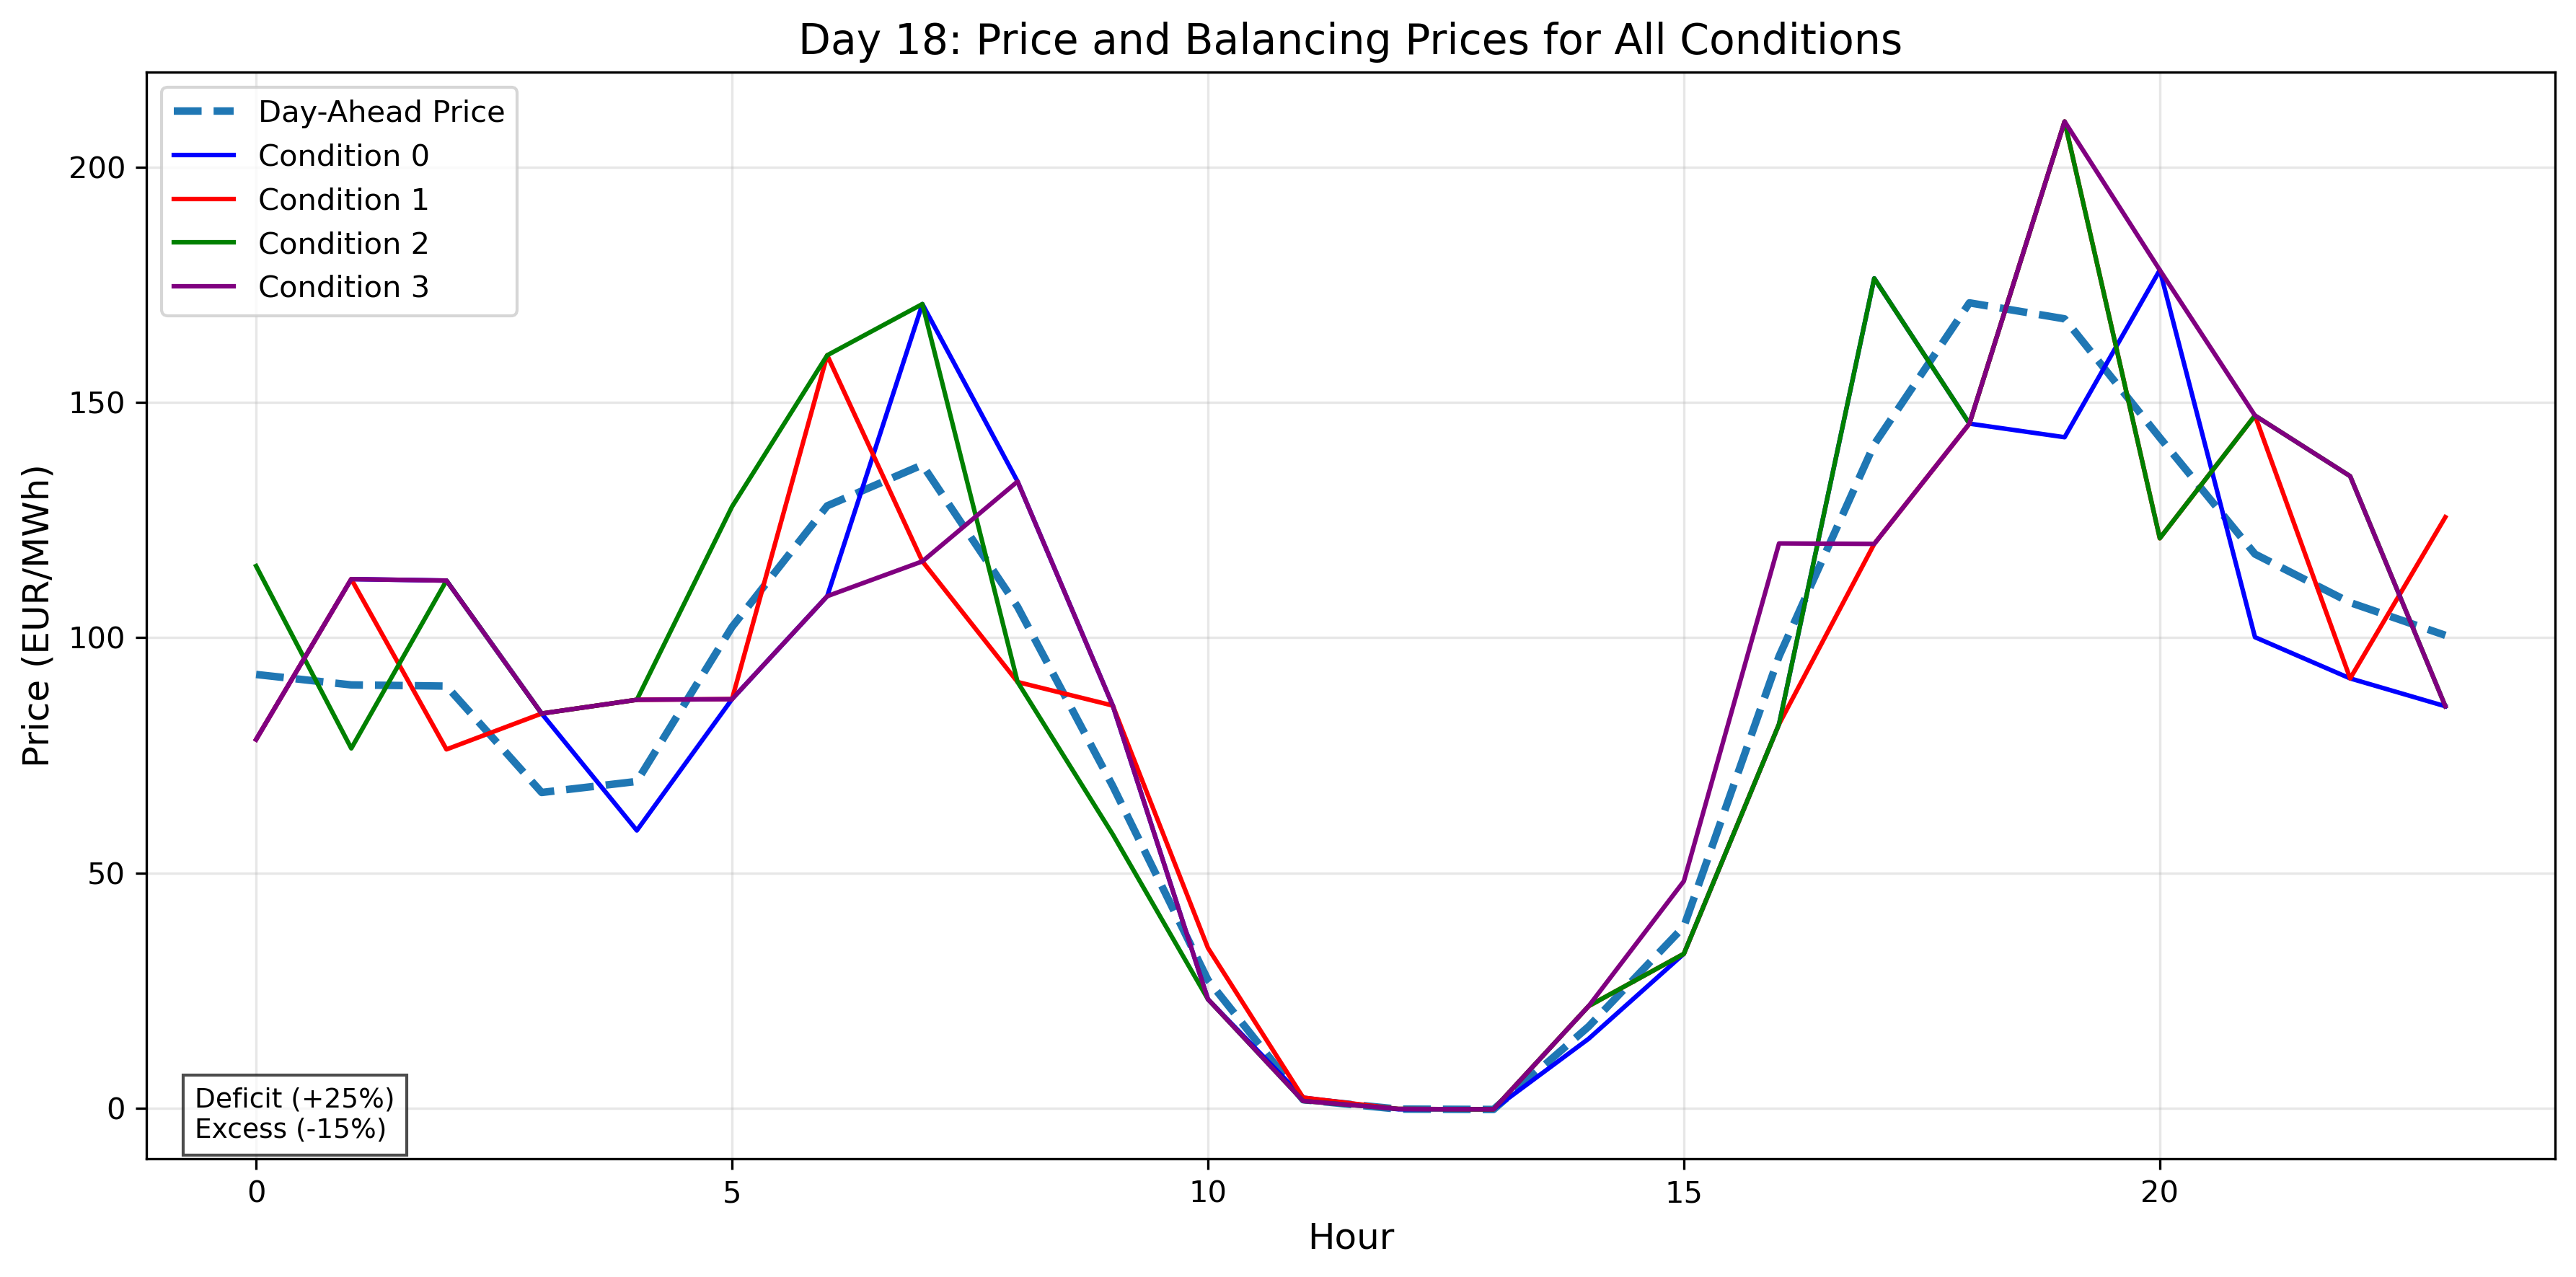 Day 18: Price and Balancing Prices for All Conditions
Day-Ahead Price
Condition 0
Condition 1
Condition 2
Condition 3
Price (EUR/MWh)
200
150
100
50
0
Deficit (+25%)
Excess (-15%)
0
5
10
15
20
Hour